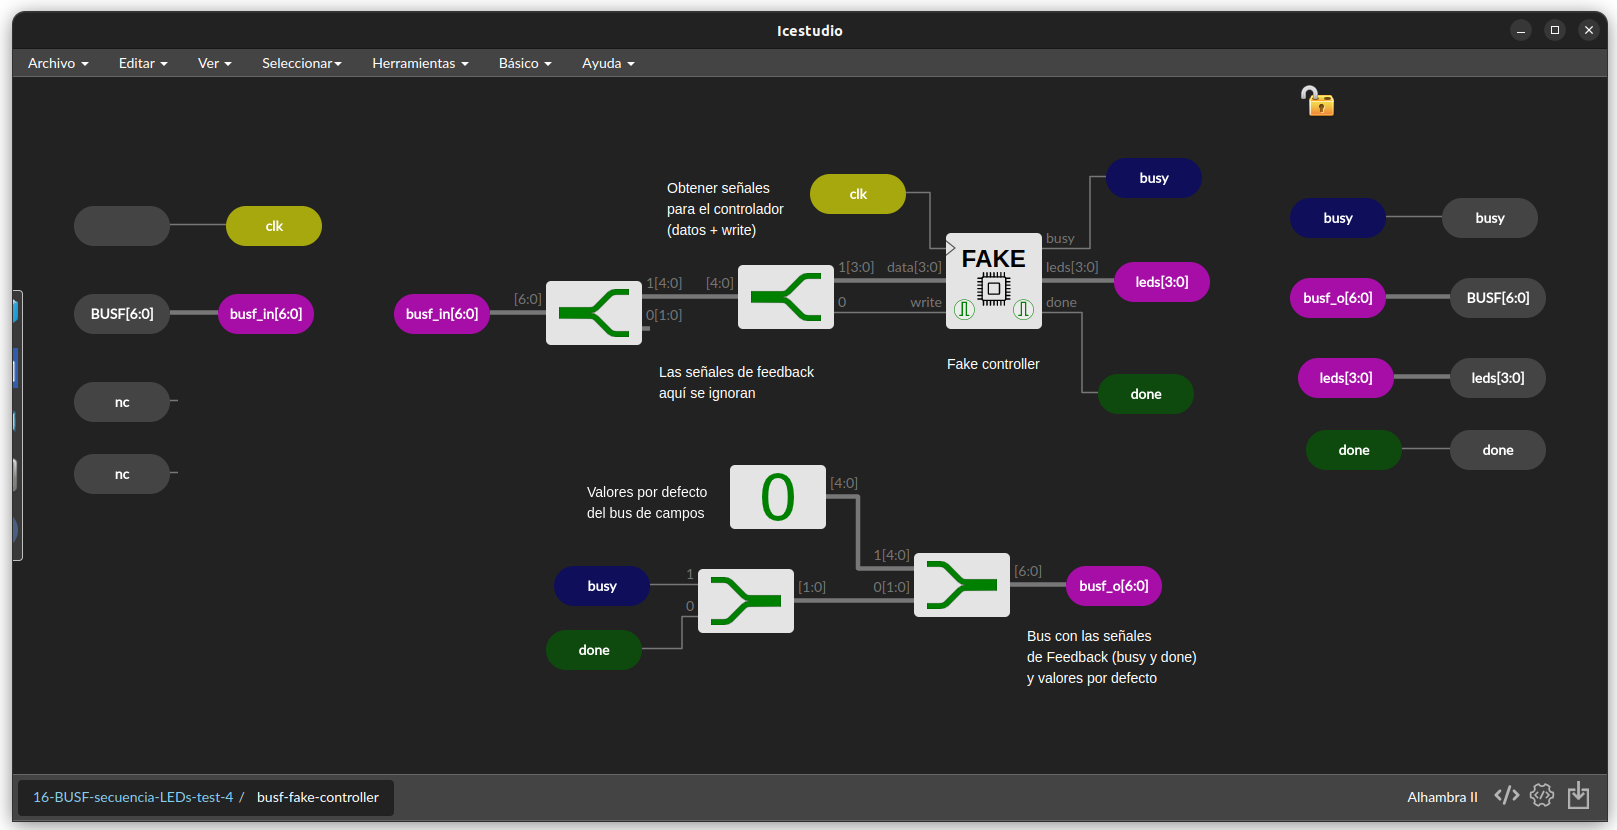 Icestudio
Archivo
Editar
Ver
Seleccionar
Herramientas
Básico
Ayuda
clk
BUSF[6:0]
busf_in[6:0]
nc
nc
busf_in[6:0]
[6:0]
1[4:0]
0[1:0]
[4:0]
Obtener señales
para el controlador
(datos + write)
clk
1[3:0]
0
data[3:0]
write
FAKE
busy
leds[3:0]
done
Fake controller
Las señales de feedback
aquí se ignoran
busy
leds[3:0]
done
busy
busy
busf_o[6:0]
BUSF[6:0]
leds[3:0]
leds[3:0]
done
done
Valores por defecto
del bus de campos
0
[4:0]
busy
1
0
done
[1:0]
1[4:0]
0[1:0]
[6:0]
busf_o[6:0]
Bus con las señales
de Feedback (busy y done)
y valores por defecto
16-BUSF-secuencia-LEDs-test-4 / busf-fake-controller
Alhambra II